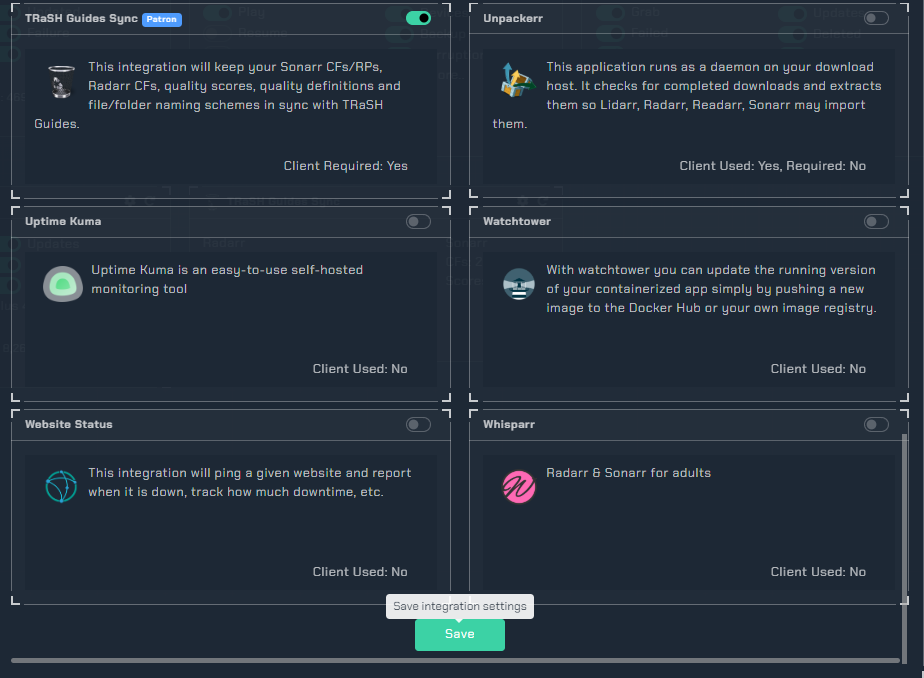 TRaSH Guides Sync Patron
This integration will keep your Sonarr CFs/RPs,
Radarr CFs, quality scores, quality definitions and
file/folder naming schemes in sync with TRaSH
Guides.
Client Required: Yes
Unpackerr
This application runs as a daemon on your download
host. It checks for completed downloads and extracts
them so Lidarr, Radarr, Readarr, Sonarr may import
them.
Client Used: Yes, Required: No
Uptime Kuma
Uptime Kuma is an easy-to-use self-hosted
monitoring tool
Client Used: No
Watchtower
With watchtower you can update the running version
of your containerized app simply by pushing a new
image to the Docker Hub or your own image registry.
Client Used: No
Website Status
This integration will ping a given website and report
when it is down, track how much downtime, etc.
Client Used: No
Whisparr
Radarr & Sonarr for adults
Client Used: No
Save integration settings
Save